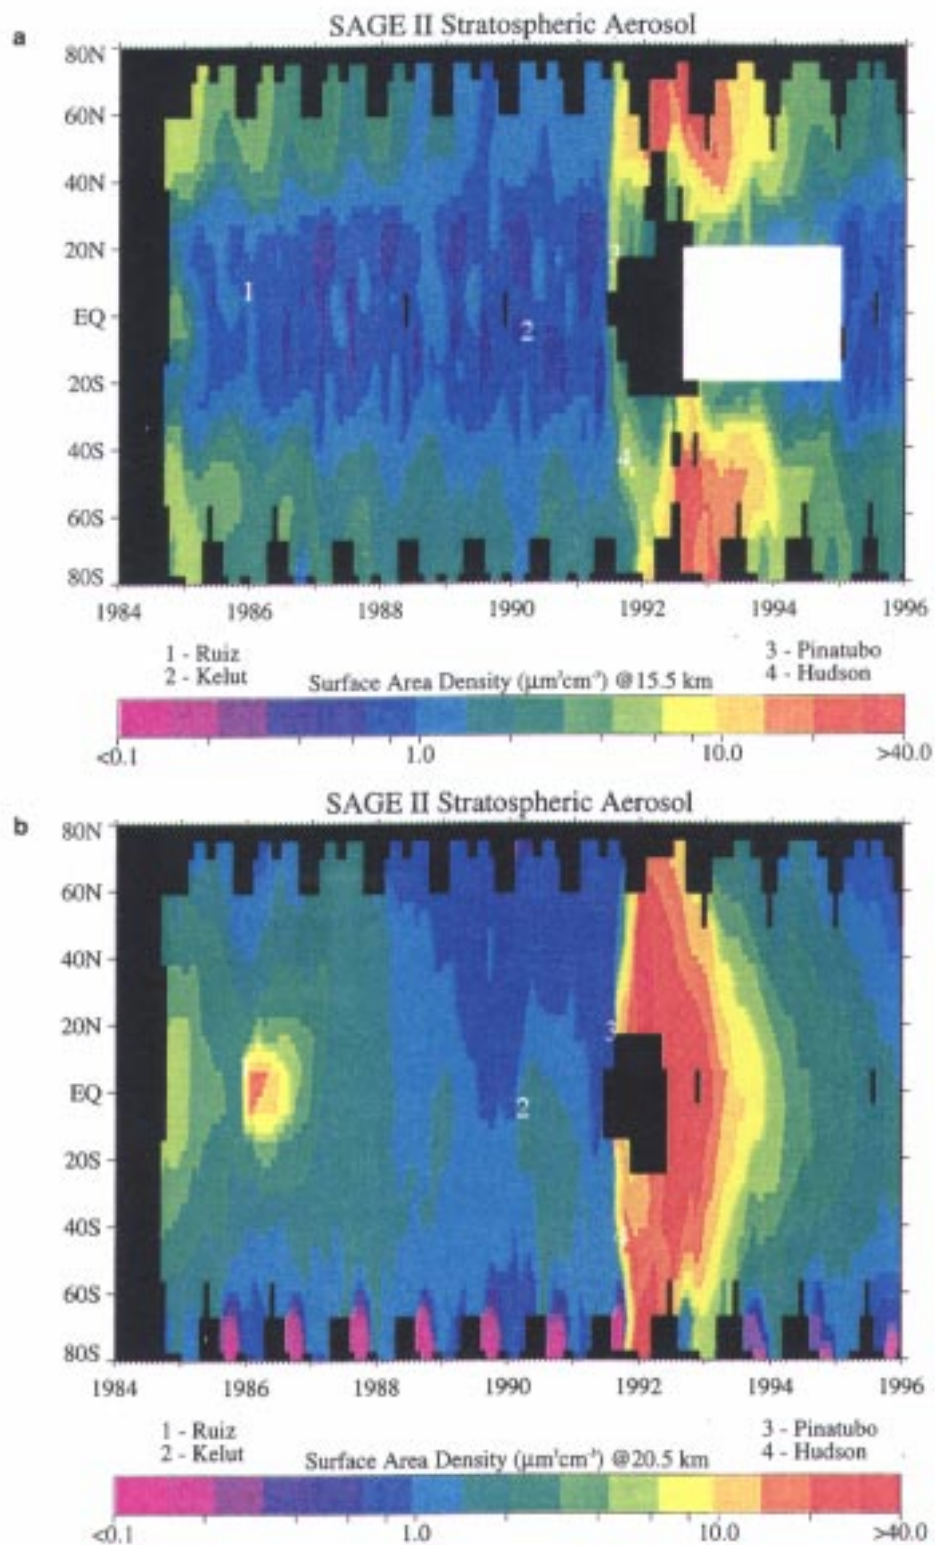 a
SAGE II Stratospheric Aerosol
80N
60N
40N
20N
EQ
20S
40S
60S
80S
1
2
3
4
1984 1986 1988 1990 1992 1994 1996
1 - Ruiz 3 - Pinatubo
2 - Kelut 4 - Hudson
Surface Area Density (μm²cm⁻³) @15.5 km
<0.1 1.0 10.0 >40.0
b
SAGE II Stratospheric Aerosol
80N
60N
40N
20N
EQ
20S
40S
60S
80S
3
2
4
1984 1986 1988 1990 1992 1994 1996
1 - Ruiz 3 - Pinatubo
2 - Kelut 4 - Hudson
Surface Area Density (μm²cm⁻³) @20.5 km
<0.1 1.0 10.0 >40.0